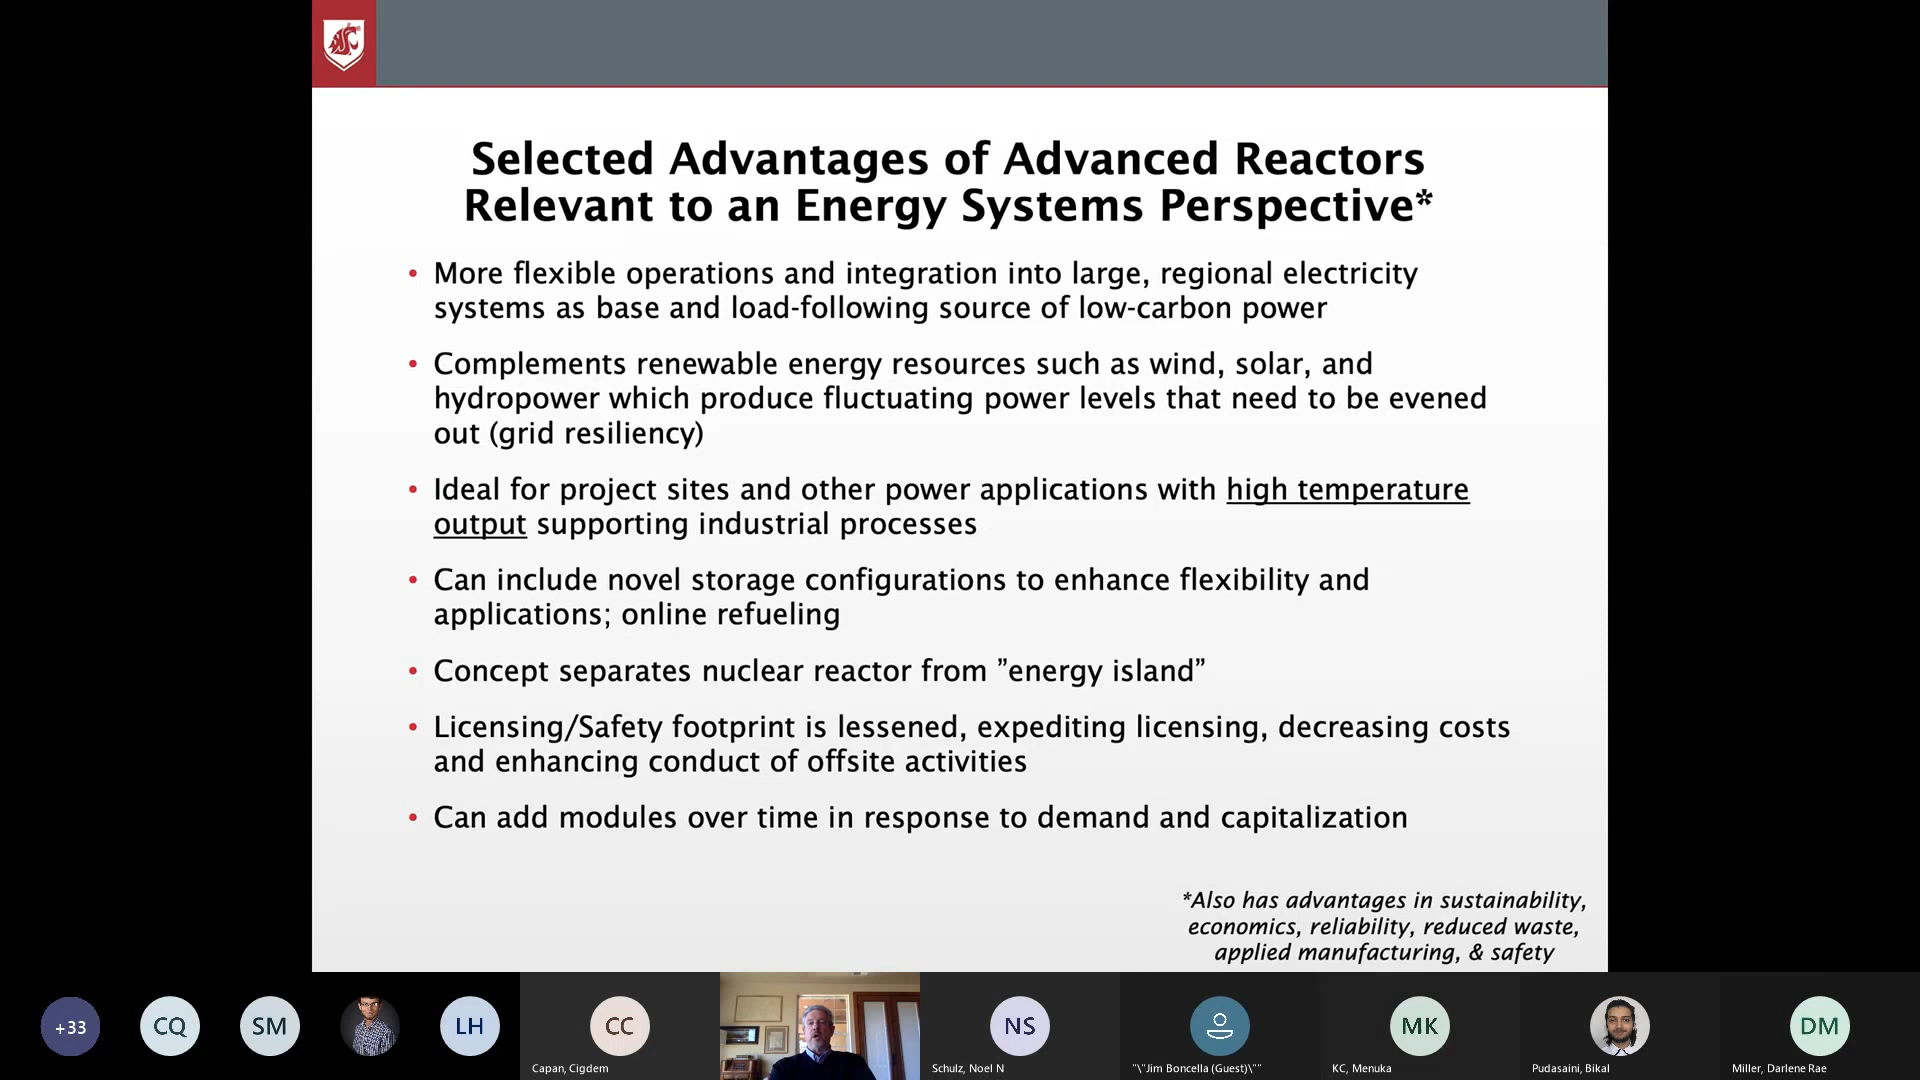 Selected Advantages of Advanced Reactors
Relevant to an Energy Systems Perspective*
• More flexible operations and integration into large, regional electricity
systems as base and load-following source of low-carbon power
• Complements renewable energy resources such as wind, solar, and
hydropower which produce fluctuating power levels that need to be evened
out (grid resiliency)
• Ideal for project sites and other power applications with high temperature
output supporting industrial processes
• Can include novel storage configurations to enhance flexibility and
applications; online refueling
• Concept separates nuclear reactor from ”energy island”
• Licensing/Safety footprint is lessened, expediting licensing, decreasing costs
and enhancing conduct of offsite activities
• Can add modules over time in response to demand and capitalization
*Also has advantages in sustainability,
economics, reliability, reduced waste,
applied manufacturing, & safety
+33
CQ
SM
LH
CC
Capan, Cigdem
NS
Schulz, Noel N
"\"Jim Boncella (Guest)\""
MK
KC, Menuka
Pudasaini, Bikal
DM
Miller, Darlene Rae